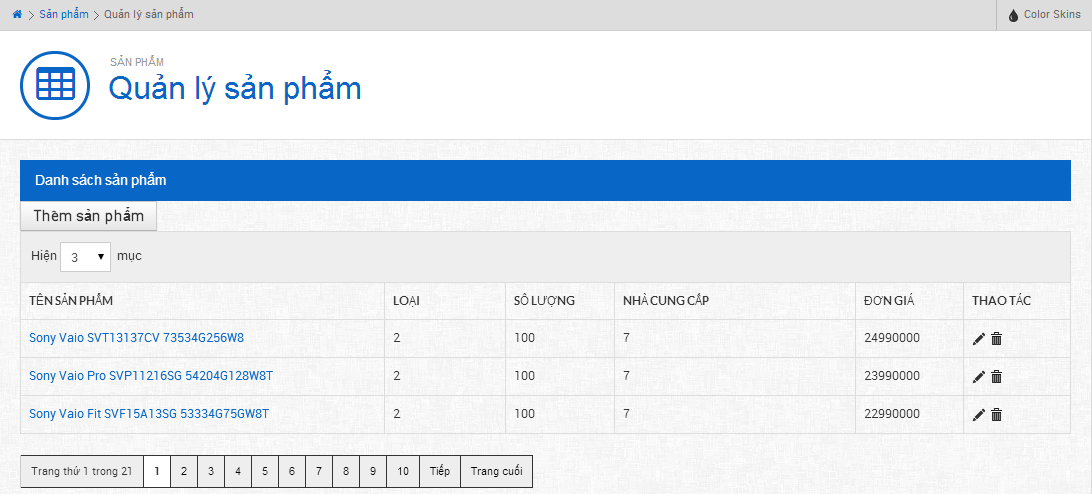 Sản phẩm Quản lý sản phẩm Color Skins
SẢN PHẨM
Quản lý sản phẩm
Danh sách sản phẩm
Thêm sản phẩm
Hiện 3 mục
TÊN SẢN PHẨM LOẠI SỐ LƯỢNG NHÀ CUNG CẤP ĐƠN GIÁ THAO TÁC
Sony Vaio SVT13137CV 73534G256W8 2 100 7 24990000
Sony Vaio Pro SVP11216SG 54204G128W8T 2 100 7 23990000
Sony Vaio Fit SVF15A13SG 53334G75GW8T 2 100 7 22990000
Trang thứ 1 trong 21 1 2 3 4 5 6 7 8 9 10 Tiếp Trang cuối